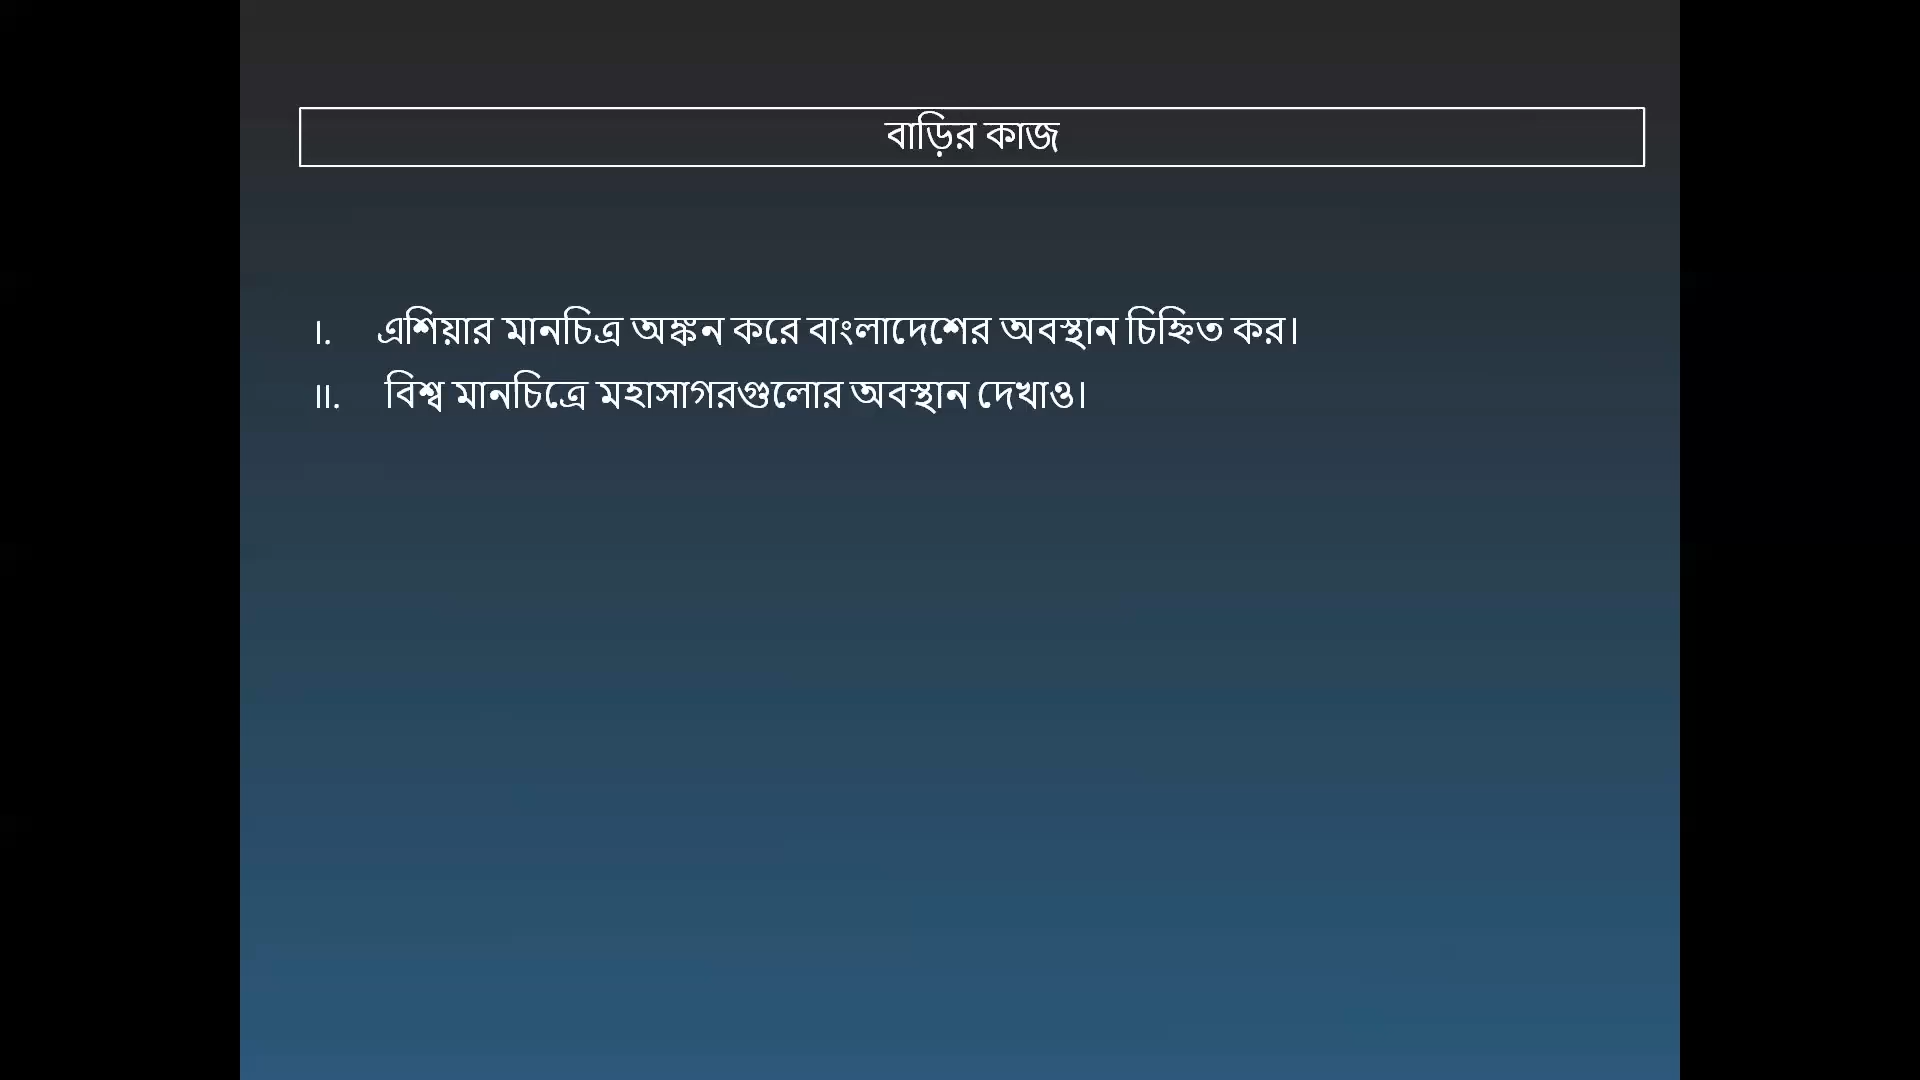 বাড়ির কাজ
I. এশিয়ার মানচিত্র অঙ্কন করে বাংলাদেশের অবস্থান চিহ্নিত কর।
II. বিশ্ব মানচিত্রে মহাসাগরগুলোর অবস্থান দেখাও।